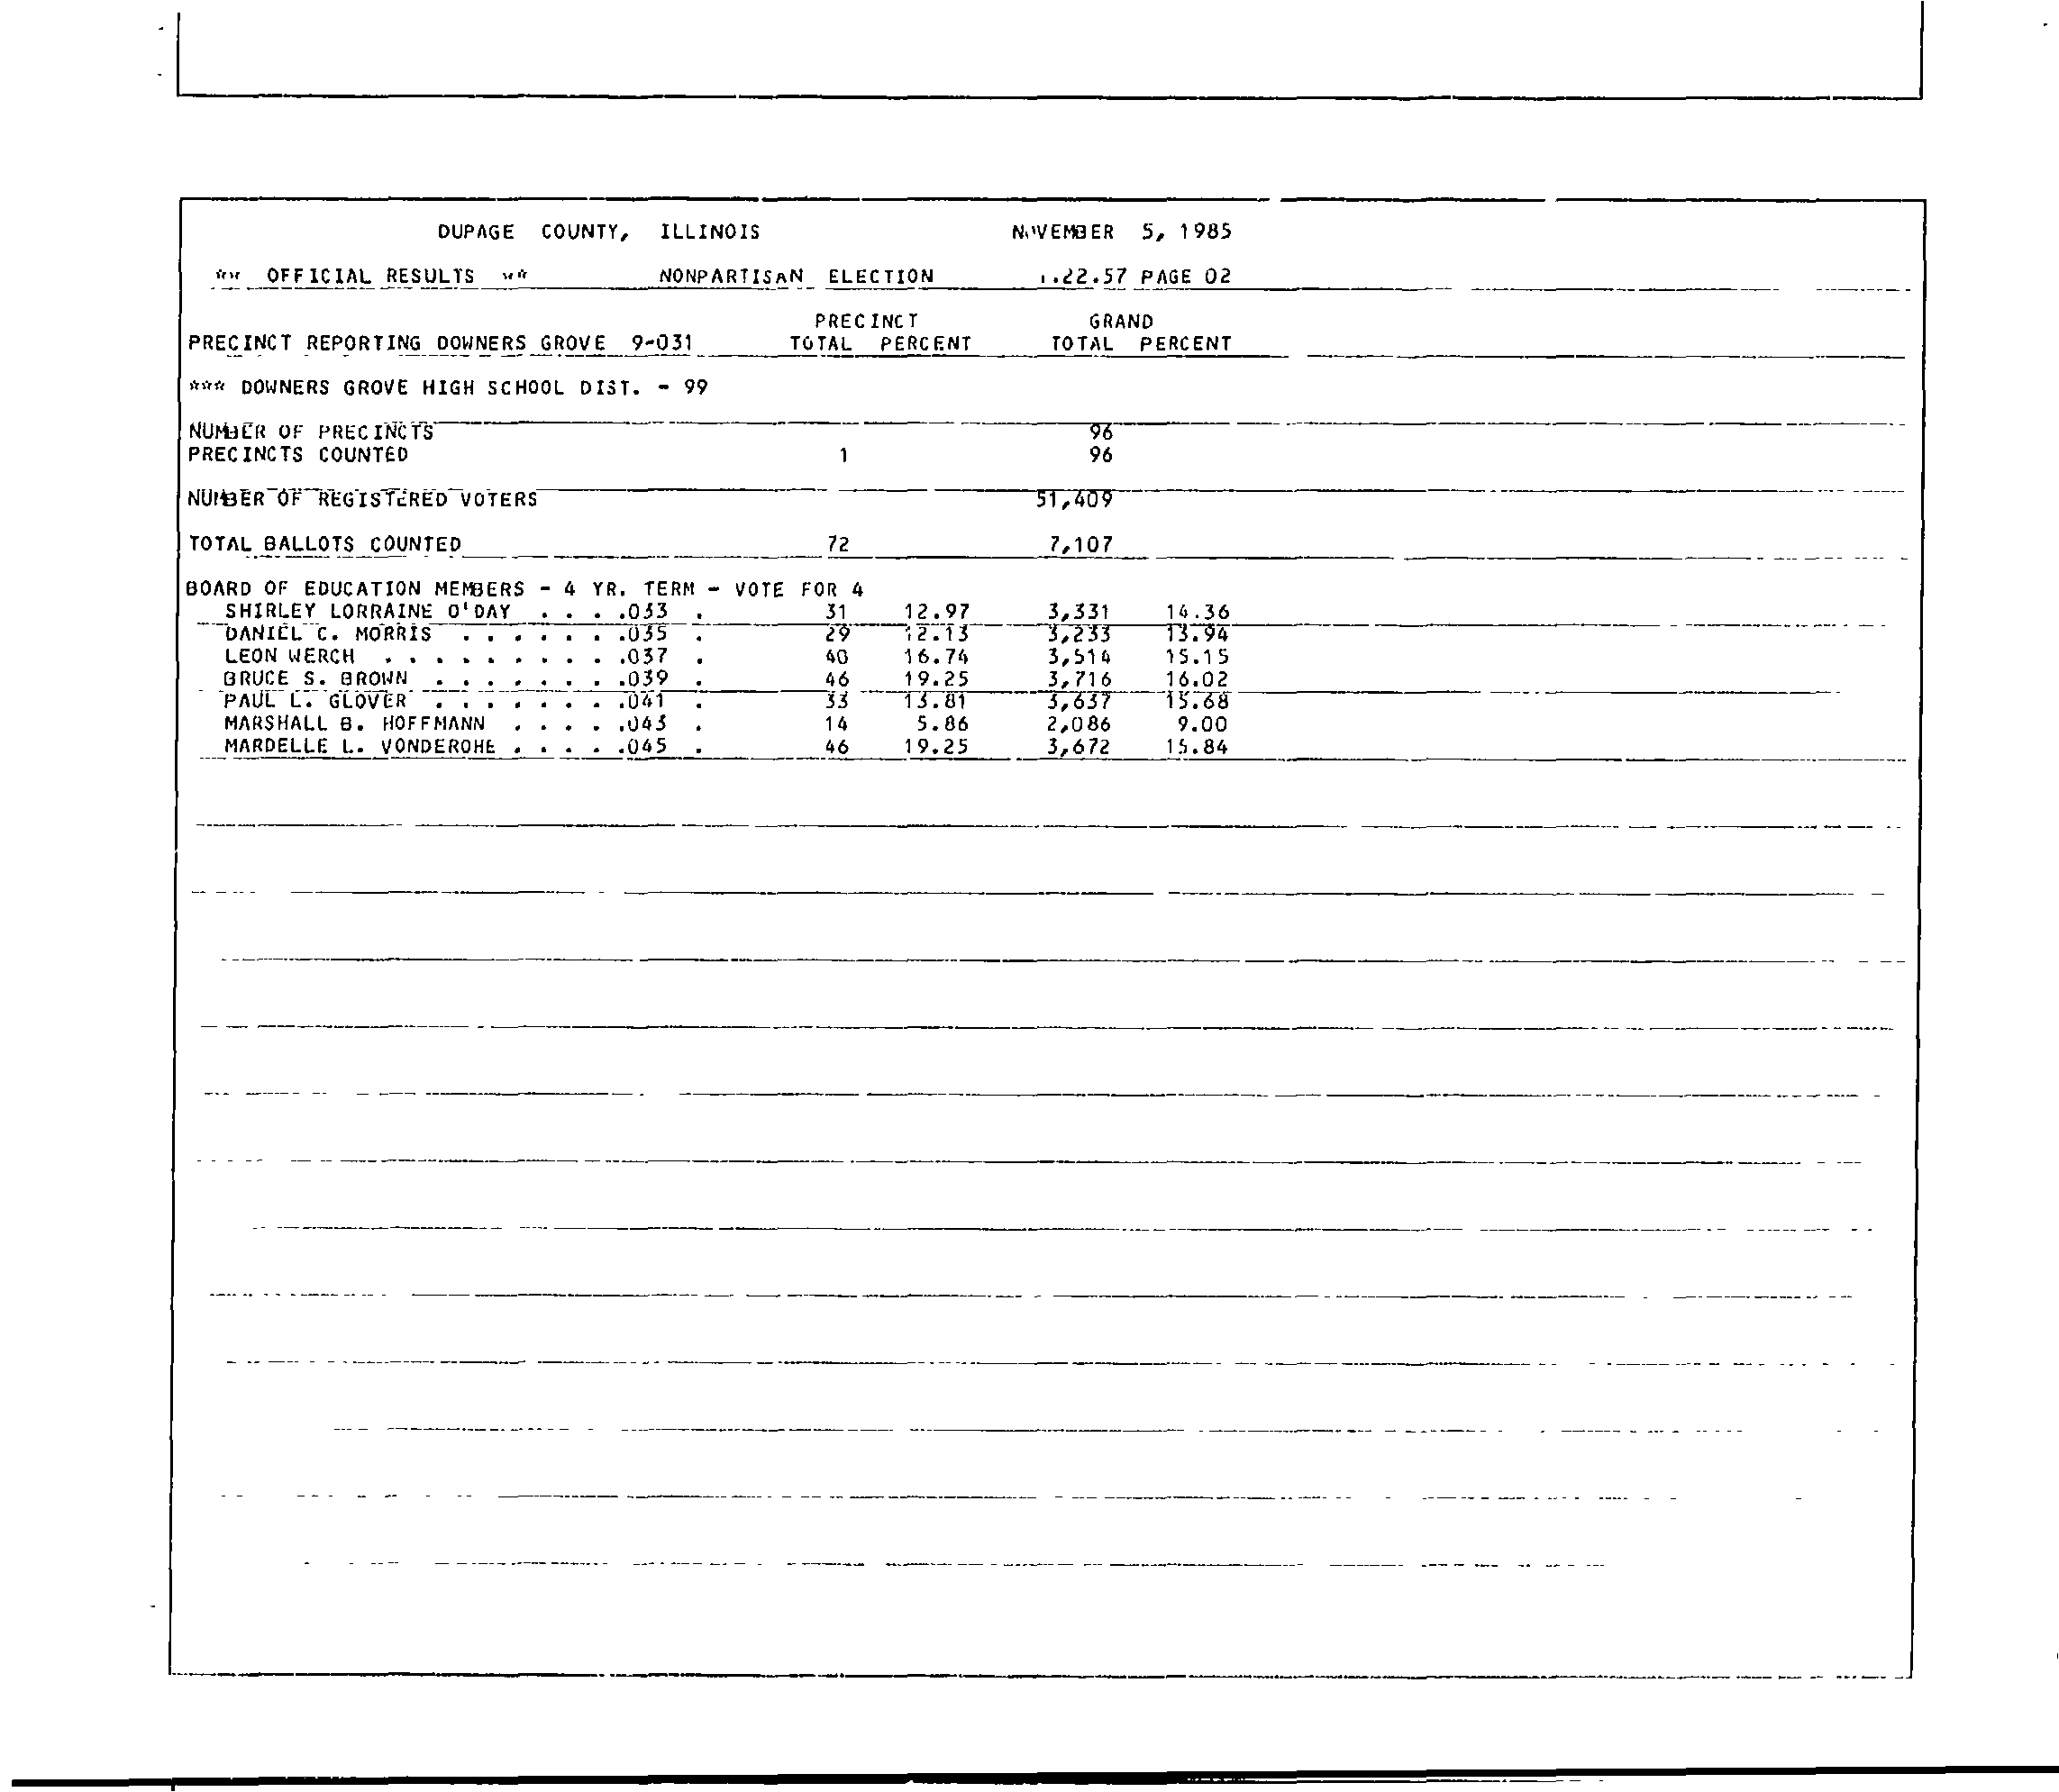 DUPAGE COUNTY, ILLINOIS NOVEMBER 5, 1985
** OFFICIAL RESULTS ** NONPARTISAN ELECTION .22.57 PAGE 02
PRECINCT GRAND
PRECINCT REPORTING DOWNERS GROVE 9-031 TOTAL PERCENT TOTAL PERCENT
*** DOWNERS GROVE HIGH SCHOOL DIST. - 99
NUMBER OF PRECINCTS 96
PRECINCTS COUNTED 1 96
NUMBER OF REGISTERED VOTERS 51,409
TOTAL BALLOTS COUNTED 72 7,107
BOARD OF EDUCATION MEMBERS - 4 YR. TERM - VOTE FOR 4
SHIRLEY LORRAINE O'DAY . . . .033 . 31 12.97 3,331 14.36
DANIEL C. MORRIS . . . . . . .035 . 29 12.13 3,233 13.94
LEON WERCH . . . . . . . . . .037 . 40 16.74 3,514 15.15
BRUCE S. BROWN . . . . . . . .039 . 46 19.25 3,716 16.02
PAUL L. GLOVER . . . . . . . .041 . 33 13.81 3,637 15.68
MARSHALL B. HOFFMANN . . . . .043 . 14 5.86 2,086 9.00
MARDELLE L. VONDEROHE . . . . .045 . 46 19.25 3,672 15.84